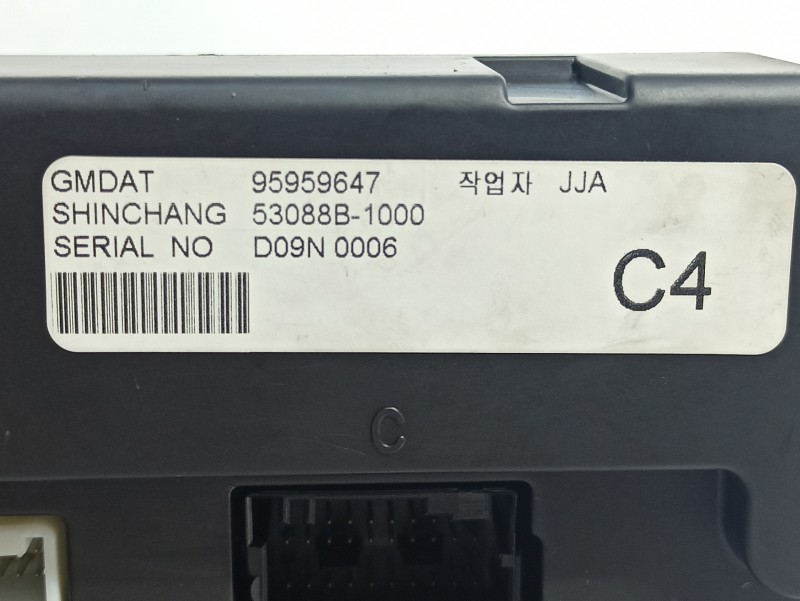 GMDAT 95959647 작업자 JJA
SHINCHANG 53088B-1000
SERIAL NO D09N 0006
C4
C